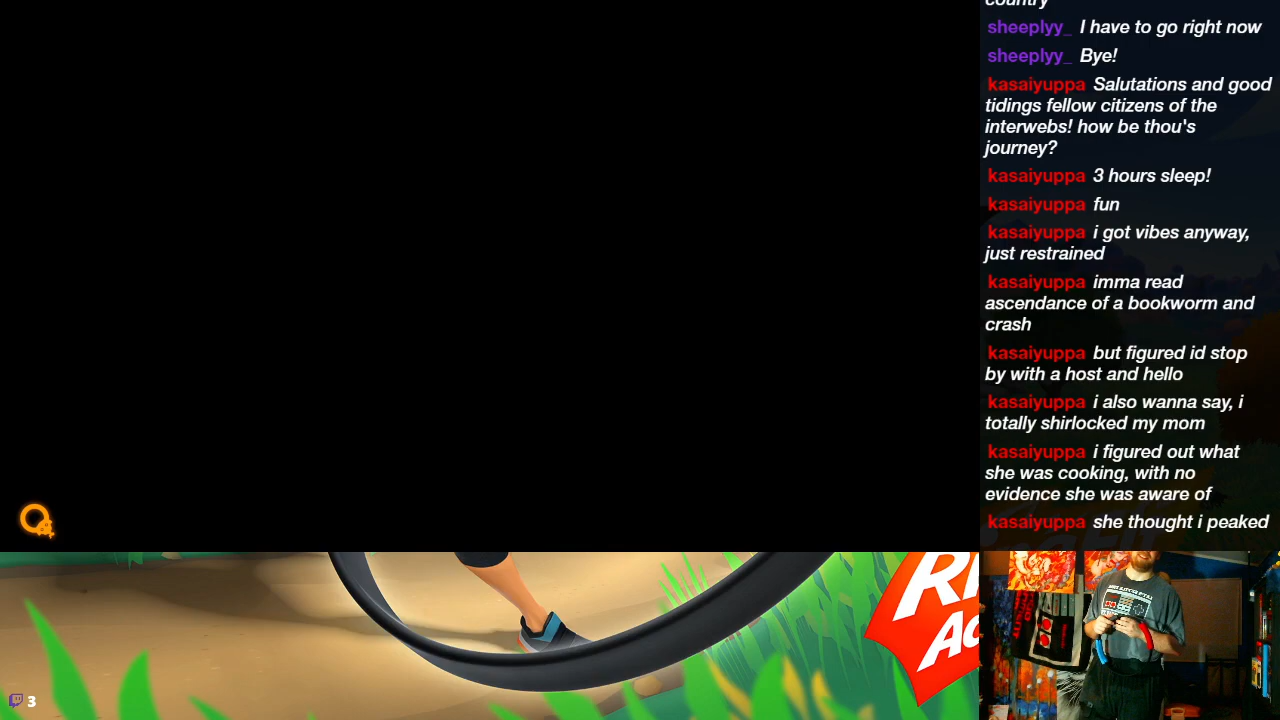 country
sheeplyy_ I have to go right now
sheeplyy_ Bye!
kasaiyuppa Salutations and good
tidings fellow citizens of the
interwebs! how be thou's
journey?
kasaiyuppa 3 hours sleep!
kasaiyuppa fun
kasaiyuppa i got vibes anyway,
just restrained
kasaiyuppa imma read
ascendance of a bookworm and
crash
kasaiyuppa but figured id stop
by with a host and hello
kasaiyuppa i also wanna say, i
totally shirlocked my mom
kasaiyuppa i figured out what
she was cooking, with no
evidence she was aware of
kasaiyuppa she thought i peaked
3